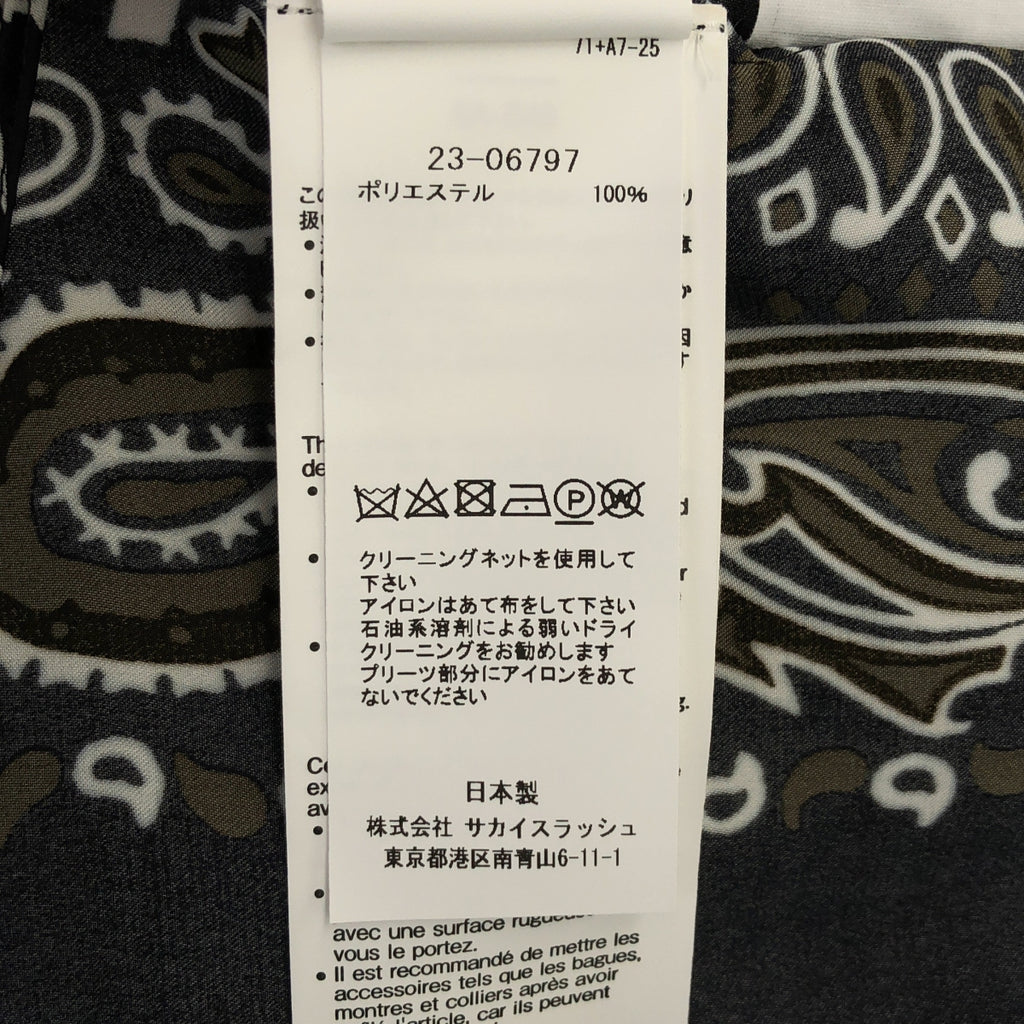 23-06797
ポリエステル 100%
クリーニングネットを使用して
下さい
アイロンはあて布をして下さい
石油系溶剤による弱いドライ
クリーニングをお勧めします
プリーツ部分にアイロンをあて
ないでください
日本製
株式会社 サカイスラッシュ
東京都港区南青山6-11-1
avec une surface
vous le portez.
• Il est recommandé de mettre les
accessoires tels que les bagues,
montres et colliers après avoir
l'article, car ils peuvent